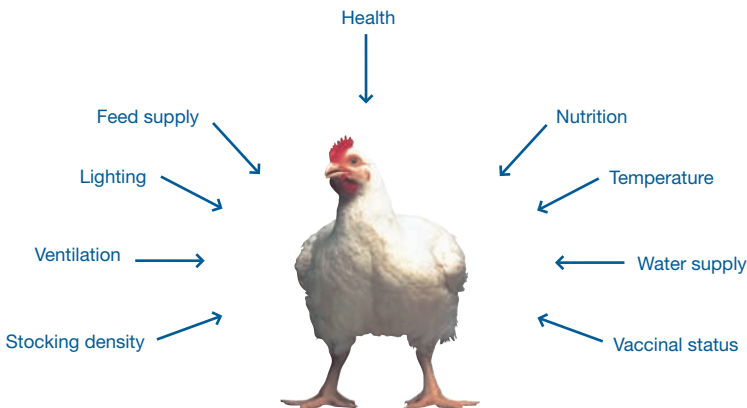 Health
Feed supply
Nutrition
Lighting
Temperature
Ventilation
Water supply
Stocking density
Vaccinal status